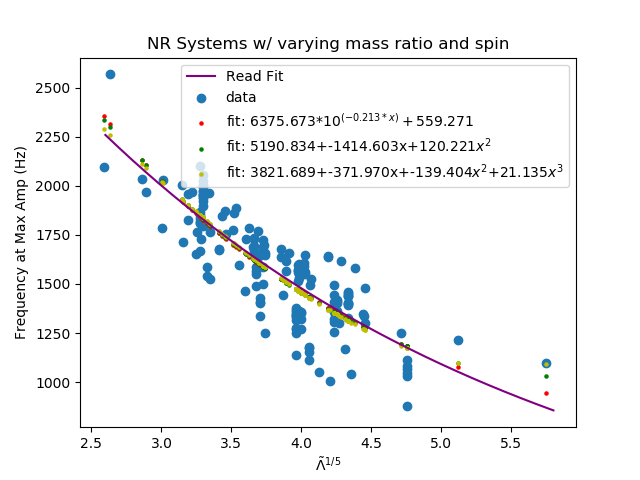 NR Systems w/ varying mass ratio and spin
Read Fit
data
fit: 6375.673*10^(−0.213*x) + 559.271
fit: 5190.834+-1414.603x+120.221x²
fit: 3821.689+-371.970x+-139.404x²+21.135x³
Frequency at Max Amp (Hz)
2500
2250
2000
1750
1500
1250
1000
2.5 3.0 3.5 4.0 4.5 5.0 5.5
Λ̃^1/5